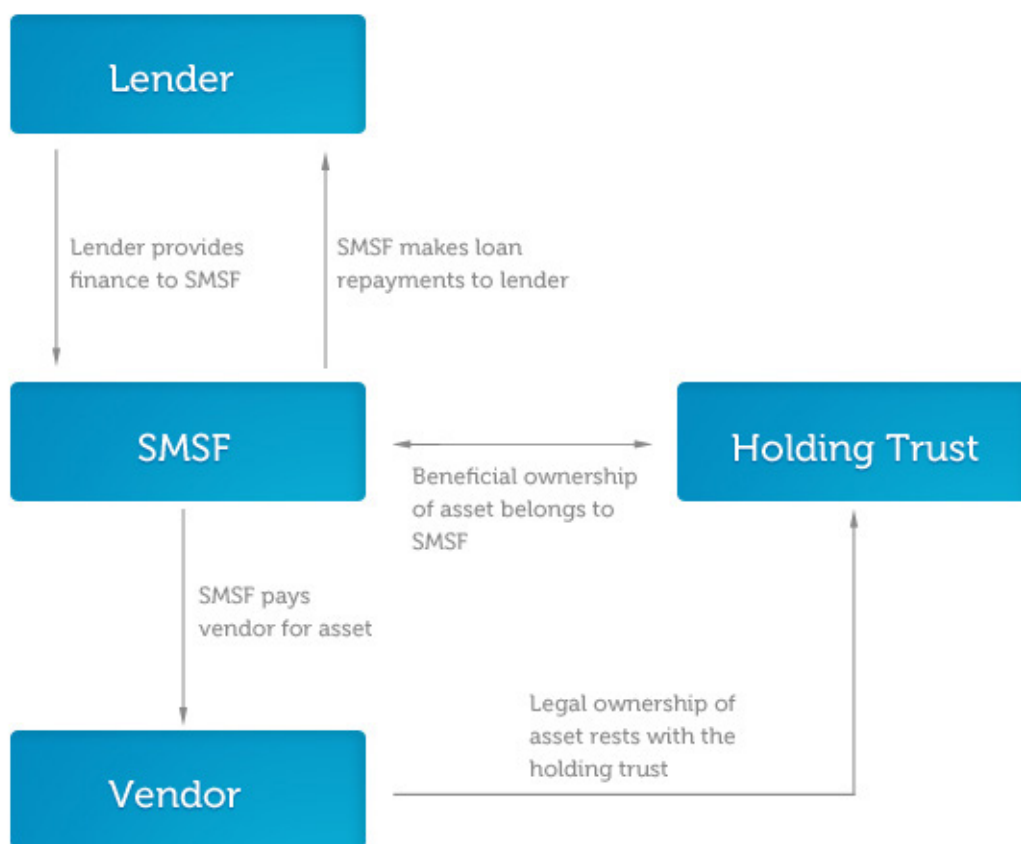 Lender
Lender provides
finance to SMSF
SMSF makes loan
repayments to lender
SMSF
Holding Trust
Beneficial ownership
of asset belongs to
SMSF
SMSF pays
vendor for asset
Legal ownership of
asset rests with the
holding trust
Vendor